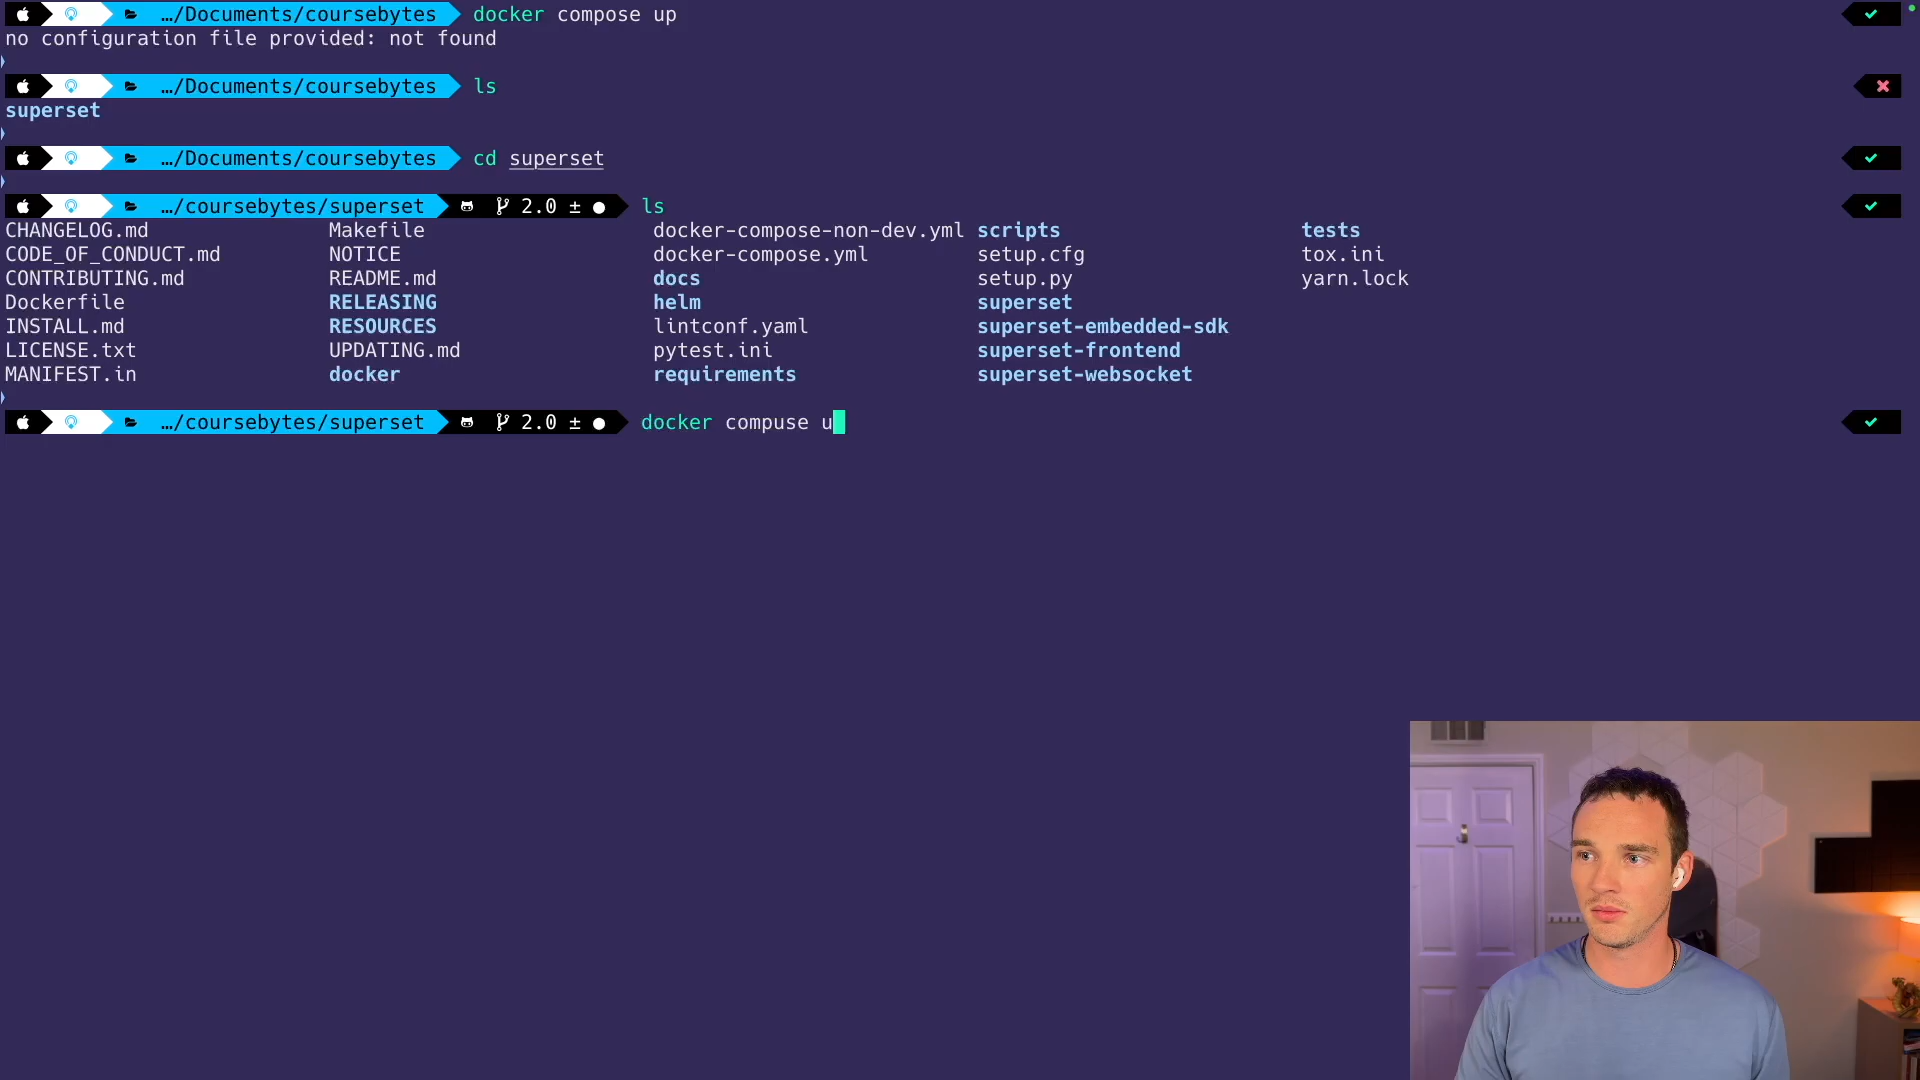 …/Documents/coursebytes docker compose up
no configuration file provided: not found
…/Documents/coursebytes ls
superset
…/Documents/coursebytes cd superset
…/coursebytes/superset 2.0 ± ● ls
CHANGELOG.md Makefile docker-compose-non-dev.yml scripts tests
CODE_OF_CONDUCT.md NOTICE docker-compose.yml setup.cfg tox.ini
CONTRIBUTING.md README.md docs setup.py yarn.lock
Dockerfile RELEASING helm superset
INSTALL.md RESOURCES lintconf.yaml superset-embedded-sdk
LICENSE.txt UPDATING.md pytest.ini superset-frontend
MANIFEST.in docker requirements superset-websocket
…/coursebytes/superset 2.0 ± ● docker compuse u